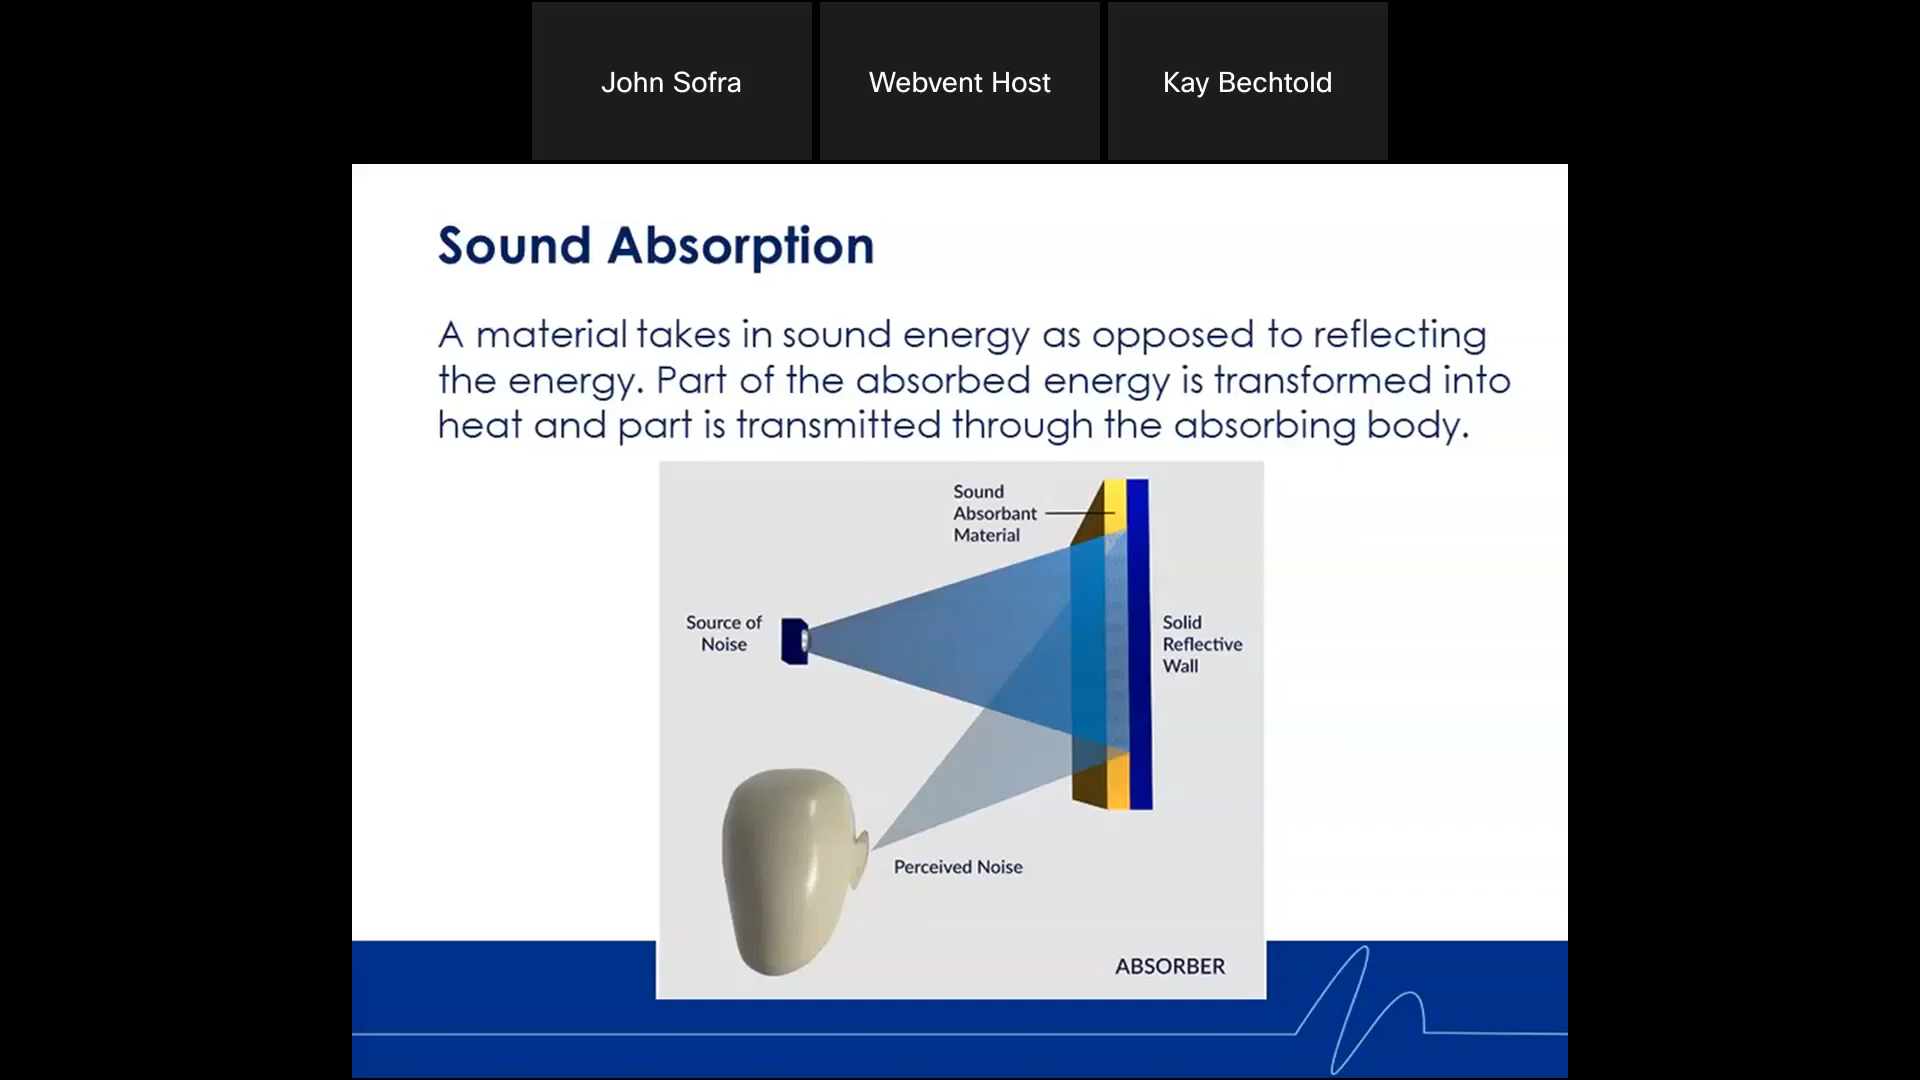 John Sofra
Webvent Host
Kay Bechtold
Sound Absorption
A material takes in sound energy as opposed to reflecting
the energy. Part of the absorbed energy is transformed into
heat and part is transmitted through the absorbing body.
Sound
Absorbant
Material
Source of
Noise
Solid
Reflective
Wall
Perceived Noise
ABSORBER